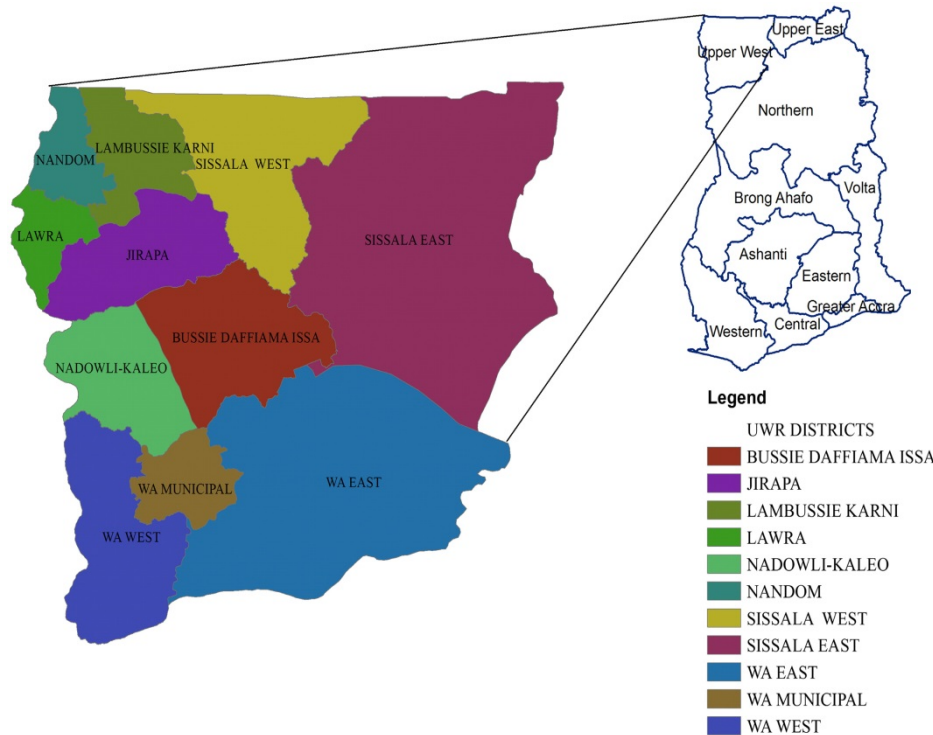 Upper East
Upper West
Northern
Volta
Brong Ahafo
Ashanti
Eastern
Greater Accra
Central
Western
LAMBUSSIE KARNI
NANDOM
SISSALA WEST
LAWRA
SISSALA EAST
JIRAPA
BUSSIE DAFFIAMA ISSA
NADOWLI-KALEO
WA EAST
WA MUNICIPAL
WA WEST
Legend
UWR DISTRICTS
BUSSIE DAFFIAMA ISSA
JIRAPA
LAMBUSSIE KARNI
LAWRA
NADOWLI-KALEO
NANDOM
SISSALA WEST
SISSALA EAST
WA EAST
WA MUNICIPAL
WA WEST